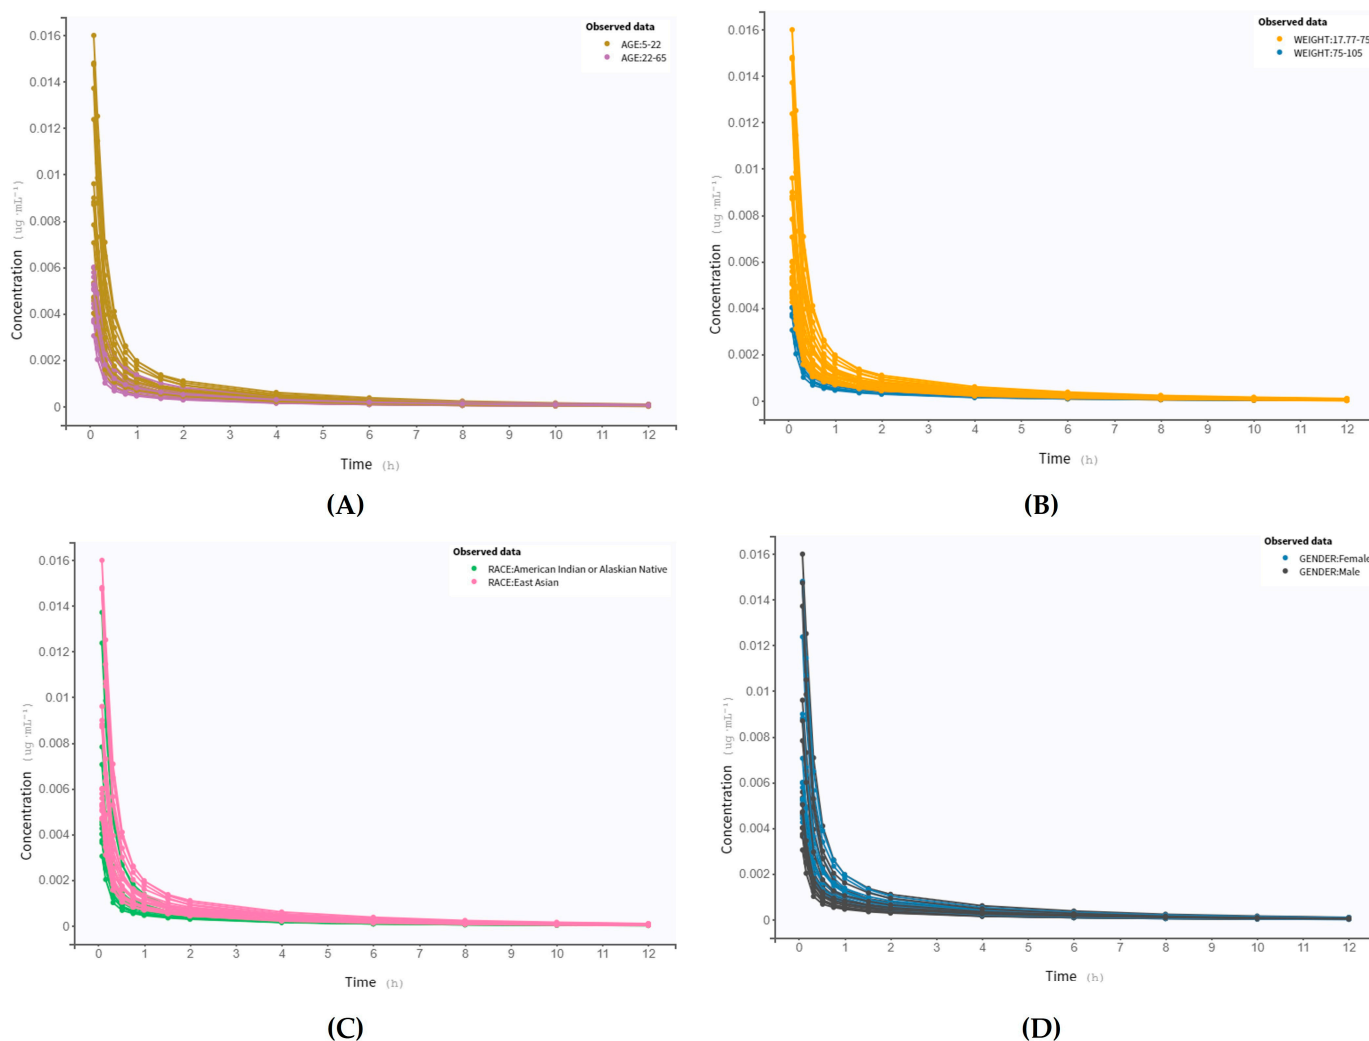 Observed data
AGE:5-22
AGE:22-65
0.016
0.014
0.012
0.01
0.008
0.006
0.004
0.002
0
Concentration (ug·mL⁻¹)
0 1 2 3 4 5 6 7 8 9 10 11 12
Time (h)
(A)
Observed data
WEIGHT:17.77-75
WEIGHT:75-105
0.016
0.014
0.012
0.01
0.008
0.006
0.004
0.002
0
Concentration (ug·mL⁻¹)
0 1 2 3 4 5 6 7 8 9 10 11 12
Time (h)
(B)
Observed data
RACE:American Indian or Alaskian Native
RACE:East Asian
0.016
0.014
0.012
0.01
0.008
0.006
0.004
0.002
0
Concentration (ug·mL⁻¹)
0 1 2 3 4 5 6 7 8 9 10 11 12
Time (h)
(C)
Observed data
GENDER:Female
GENDER:Male
0.016
0.014
0.012
0.01
0.008
0.006
0.004
0.002
0
Concentration (ug·mL⁻¹)
0 1 2 3 4 5 6 7 8 9 10 11 12
Time (h)
(D)